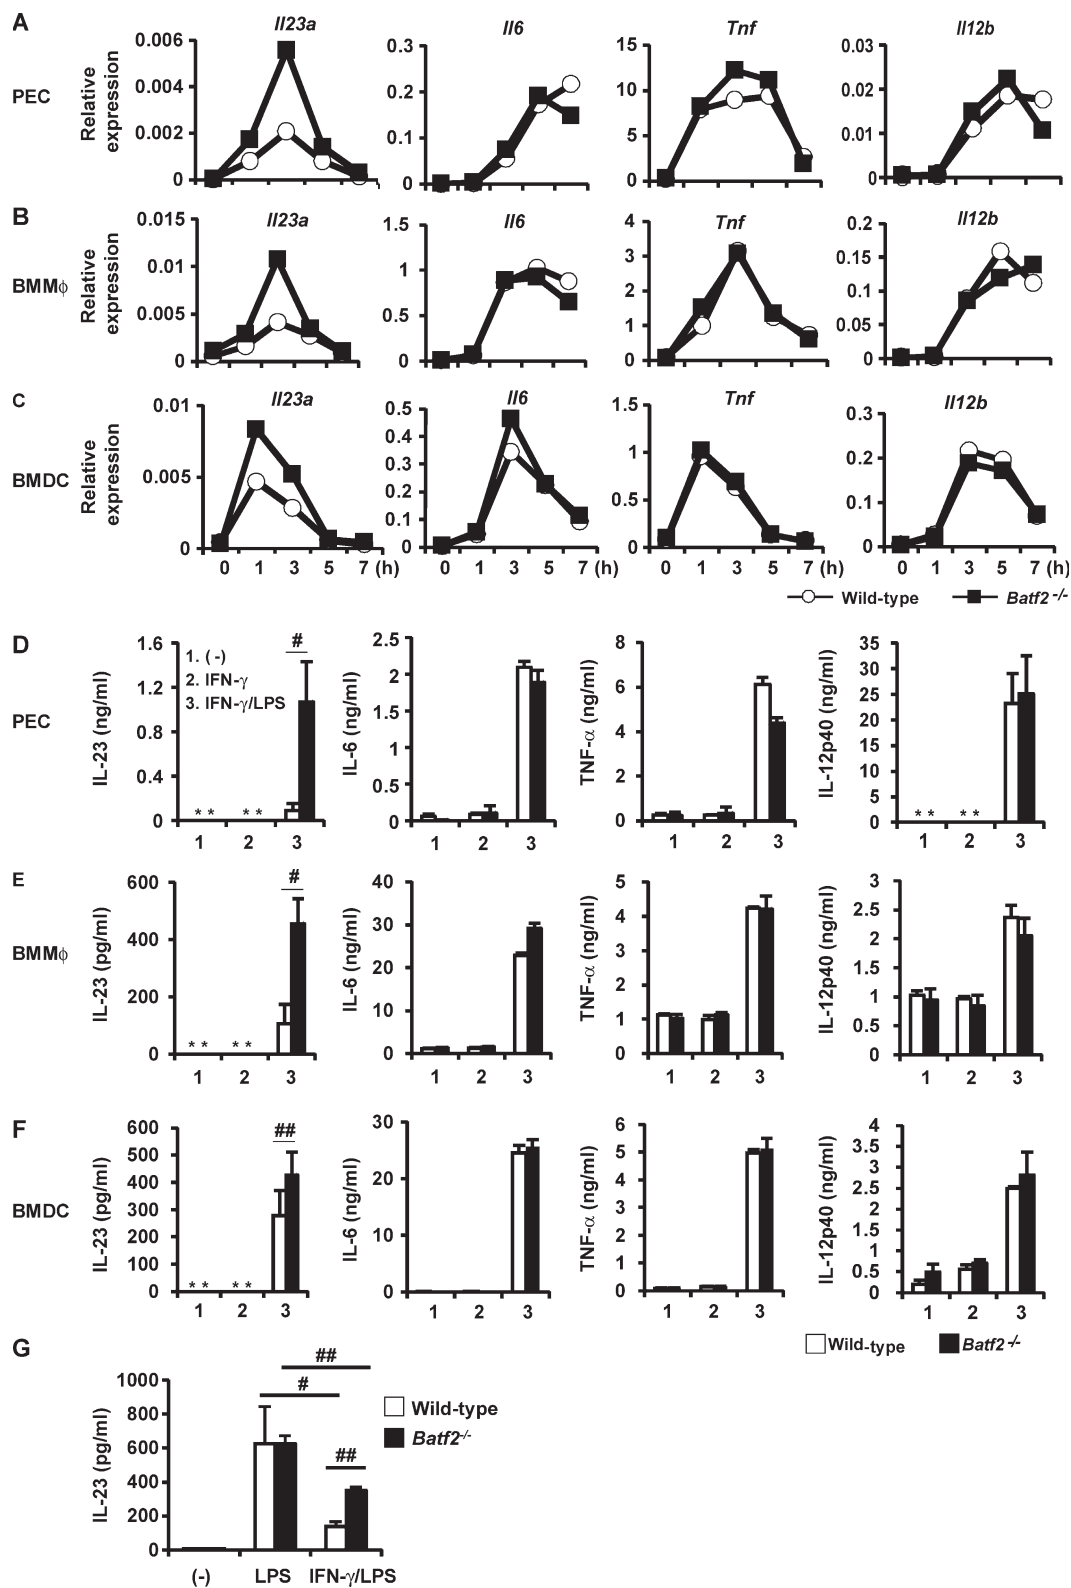 A
Il23a Il6 Tnf Il12b
PEC
Relative expression
0.006 0.004 0.002 0
0.3 0.2 0.1 0
15 10 5 0
0.03 0.02 0.01 0
B
Il23a Il6 Tnf Il12b
BMMϕ
Relative expression
0.015 0.01 0.005 0
1.5 1 0.5 0
4 3 2 1 0
0.2 0.15 0.1 0.05 0
C
Il23a Il6 Tnf Il12b
BMDC
Relative expression
0.01 0.005 0
0.5 0.4 0.3 0.2 0.1 0
1.5 1 0.5 0
0.3 0.2 0.1 0
0 1 3 5 7 (h) 0 1 3 5 7 (h) 0 1 3 5 7 (h) 0 1 3 5 7 (h)
Wild-type Batf2-/-
D
PEC
IL-23 (ng/ml)
1.6 1.2 0.8 0.4 0
1. (-)
2. IFN-γ
3. IFN-γ/LPS
#
* * * *
1 2 3
IL-6 (ng/ml)
2.5 2 1.5 1 0.5 0
1 2 3
TNF-α (ng/ml)
8 6 4 2 0
1 2 3
IL-12p40 (ng/ml)
35 30 25 20 15 10 5 0
* * * *
1 2 3
E
BMMϕ
IL-23 (pg/ml)
600 400 200 0
#
* * * *
1 2 3
IL-6 (ng/ml)
40 30 20 10 0
1 2 3
TNF-α (ng/ml)
5 4 3 2 1 0
1 2 3
IL-12p40 (ng/ml)
3 2.5 2 1.5 1 0.5 0
1 2 3
F
BMDC
IL-23 (pg/ml)
600 500 400 300 200 100 0
##
* * * *
1 2 3
IL-6 (ng/ml)
30 20 10 0
1 2 3
TNF-α (ng/ml)
6 5 4 3 2 1 0
1 2 3
IL-12p40 (ng/ml)
4 3.5 3 2.5 2 1.5 1 0.5 0
1 2 3
Wild-type Batf2-/-
G
IL-23 (pg/ml)
1000 800 600 400 200 0
##
#
##
Wild-type
Batf2-/-
(-) LPS IFN-γ/LPS